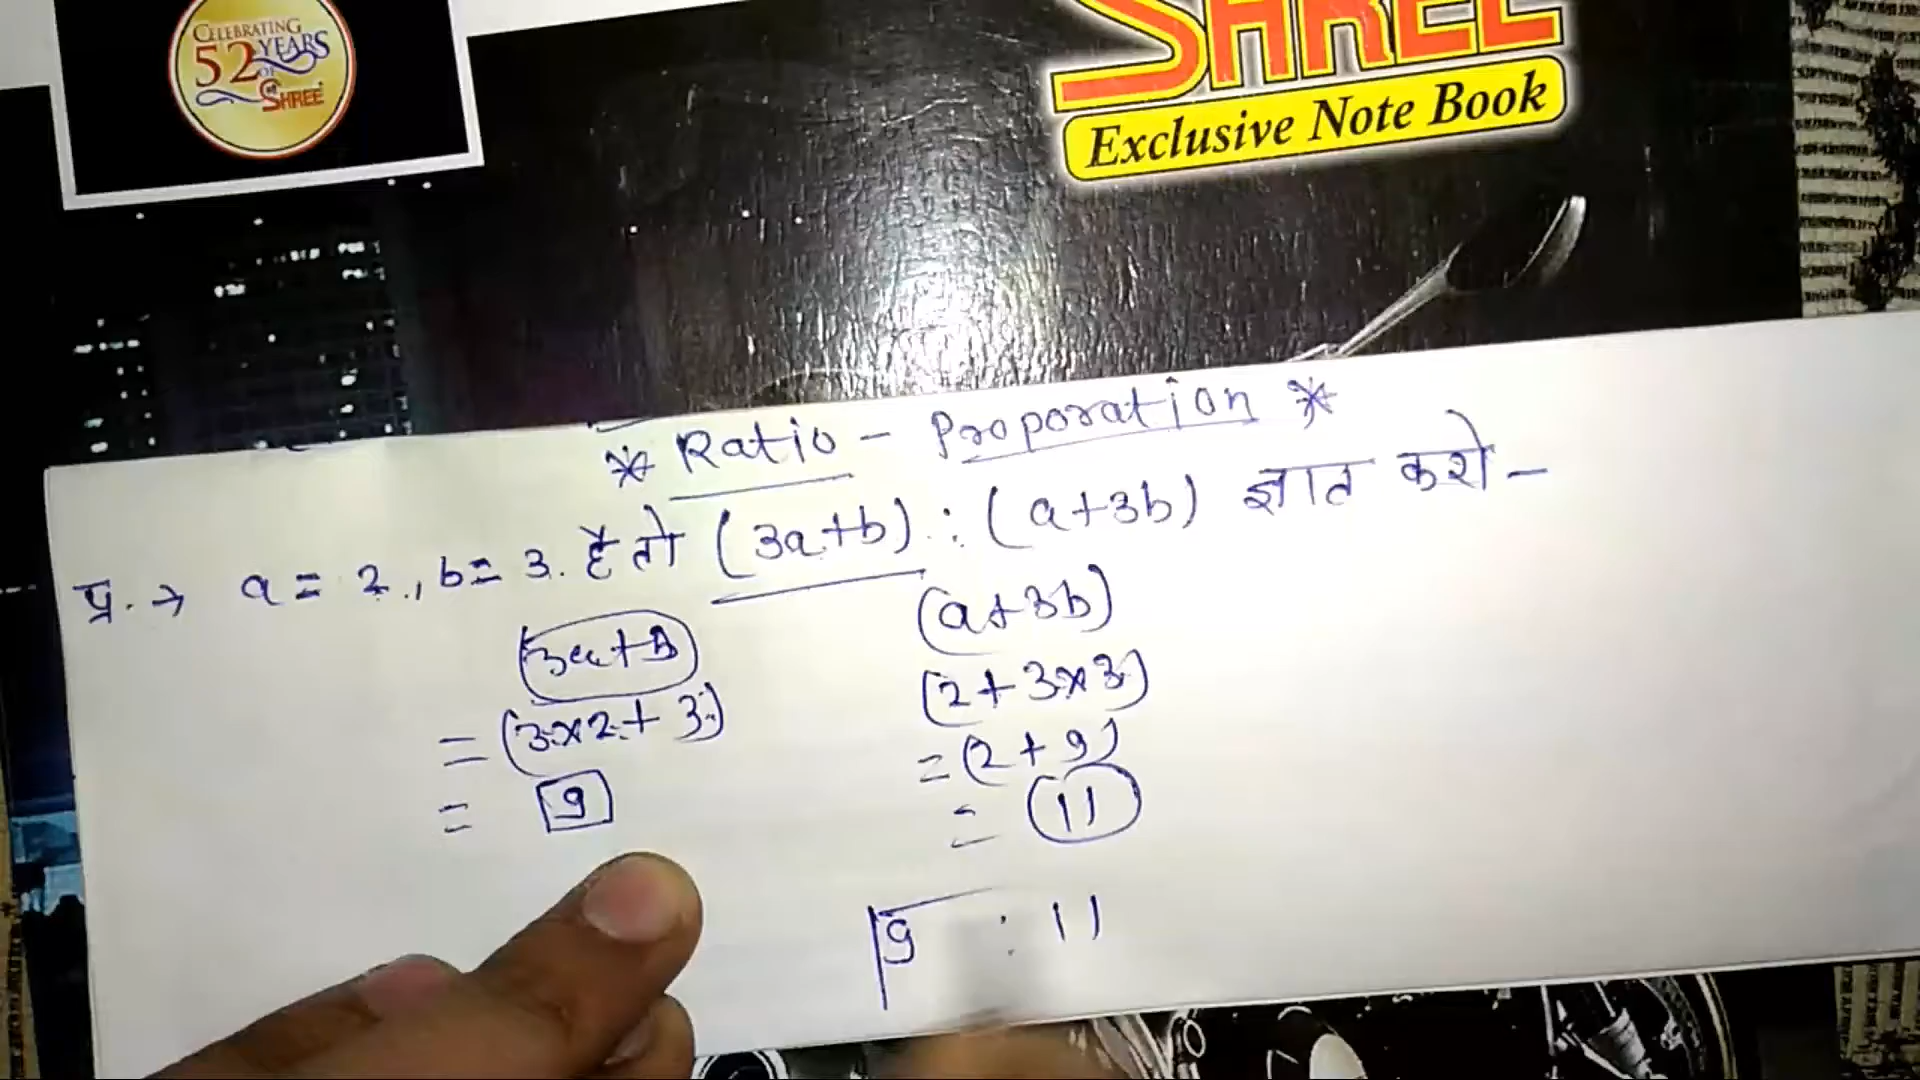 CELEBRATING
52 YEARS
OF
SHREE
SHREE
Exclusive Note Book
* Ratio - Proporation *
प्र. → a = 2, b = 3. है तो (3a+b) : (a+3b) ज्ञात करो -
(3a+b)
= (3×2+3)
= 9
(a+3b)
(2+3×3)
= (2+9)
= 11
9 : 11